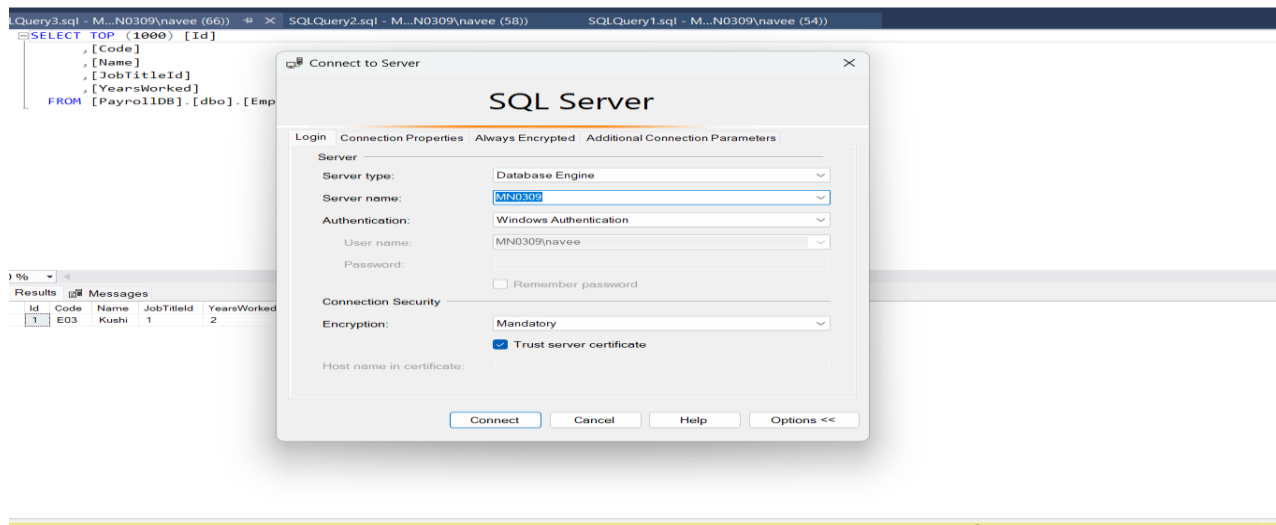 LQuery3.sql - M...N0309\navee (66)) SQLQuery2.sql - M...N0309\navee (58)) SQLQuery1.sql - M...N0309\navee (54))
SELECT TOP (1000) [Id]
,[Code]
,[Name]
,[JobTitleId]
,[YearsWorked]
FROM [PayrollDB].[dbo].[Emp
Connect to Server
SQL Server
Login Connection Properties Always Encrypted Additional Connection Parameters
Server
Server type: Database Engine
Server name: MN0309
Authentication: Windows Authentication
User name: MN0309\navee
Password:
Remember password
Connection Security
Encryption: Mandatory
Trust server certificate
Host name in certificate:
Connect Cancel Help Options <<
%
Results Messages
Id Code Name JobTitleId YearsWorked
1 E03 Kushi 1 2